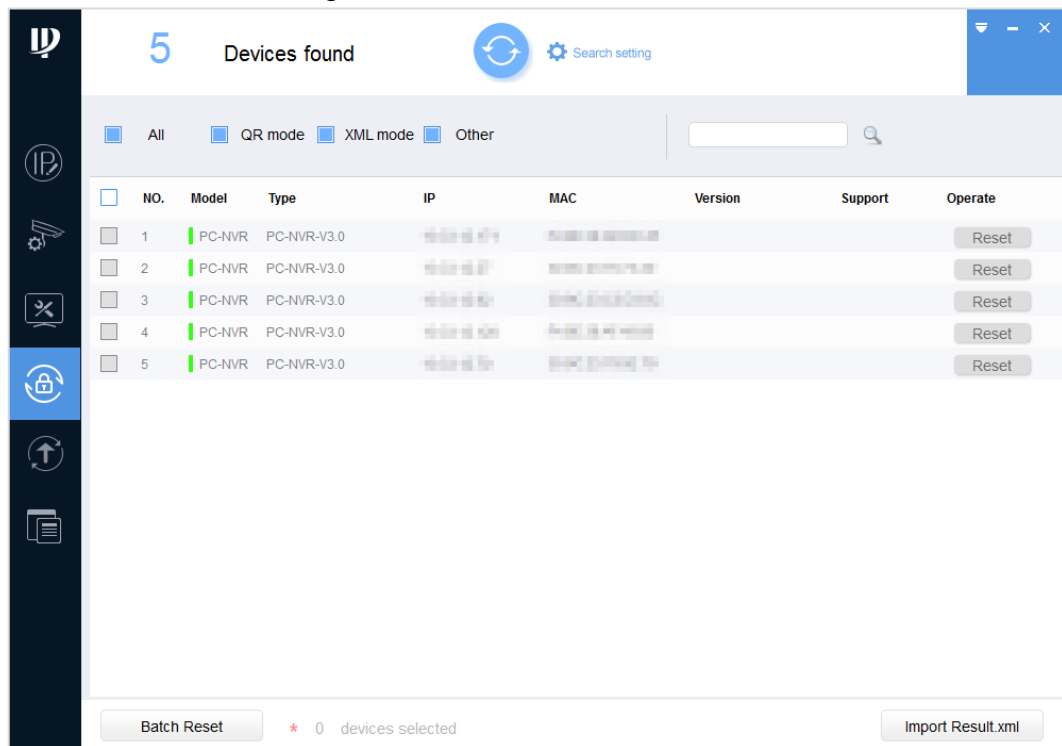 5 Devices found Search setting
All QR mode XML mode Other
NO. Model Type IP MAC Version Support Operate
1 PC-NVR PC-NVR-V3.0 Reset
2 PC-NVR PC-NVR-V3.0 Reset
3 PC-NVR PC-NVR-V3.0 Reset
4 PC-NVR PC-NVR-V3.0 Reset
5 PC-NVR PC-NVR-V3.0 Reset
Batch Reset * 0 devices selected Import Result.xml